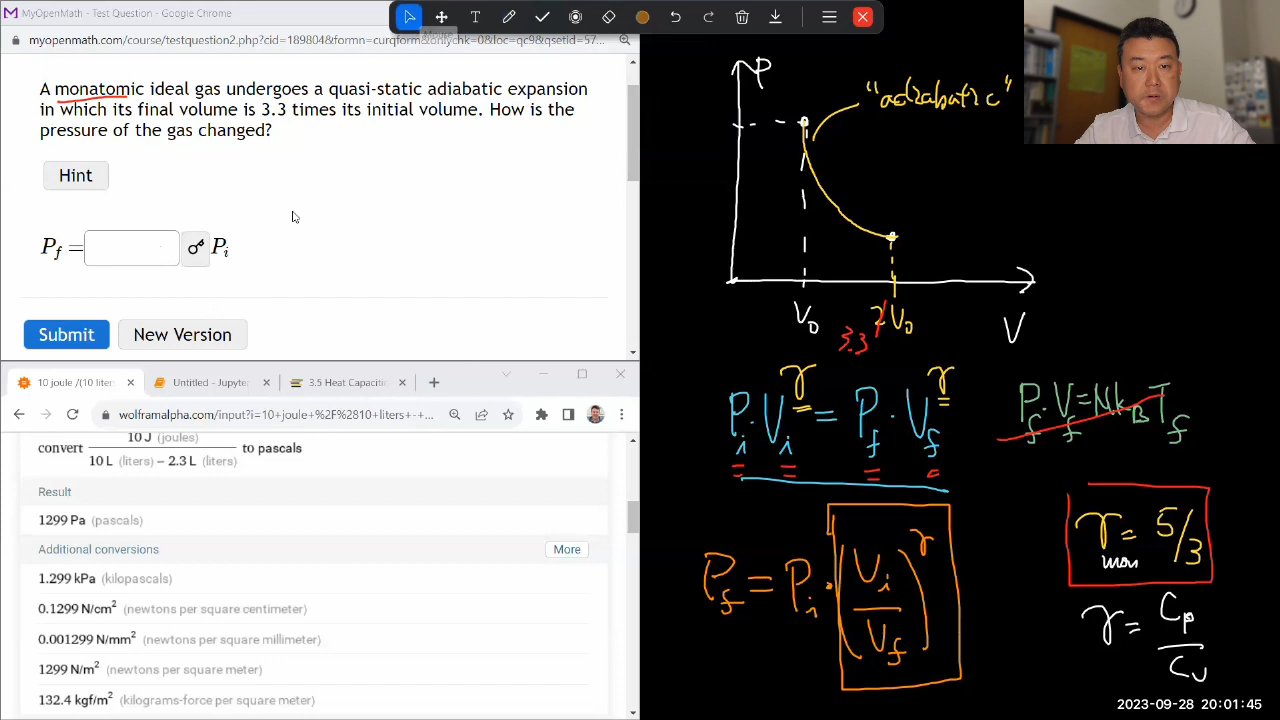 MyOpenMath - Test Question - Google Chrome
myopenmath.com/course/testquestion2.php?cid=189804&formn=curqform&onlychk=0&loc=qc9&qsetid=57...
A monatomic ideal gas undergoes a quasi-static adiabatic expansion
in which its final volume is 3.3 times its initial volume. How is the
pressure of the gas changed?
Hint
P_f = P_i
Submit New Version
10 joule /(10 l Untitled - Jupyter 3.5 Heat Capacitie
wolframalpha.com/input?i=10+joule+%2F%2810+liters+-+...
10 J (joules)
convert to pascals
10 L (liters) – 2.3 L (liters)
Result
1299 Pa (pascals)
Additional conversions
More
1.299 kPa (kilopascals)
0.1299 N/cm² (newtons per square centimeter)
0.001299 N/mm² (newtons per square millimeter)
1299 N/m² (newtons per square meter)
132.4 kgf/m² (kilograms-force per square meter)
P
"adiabatic"
V₀ 2V₀ V
3.3
P_i · V_i^γ = P_f · V_f^γ
P_f · V_f = Nk_B T_f
γ_mon = 5/3
P_f = P_i · (V_i / V_f)^γ
γ = C_p / C_v
2023-09-28 20:01:45